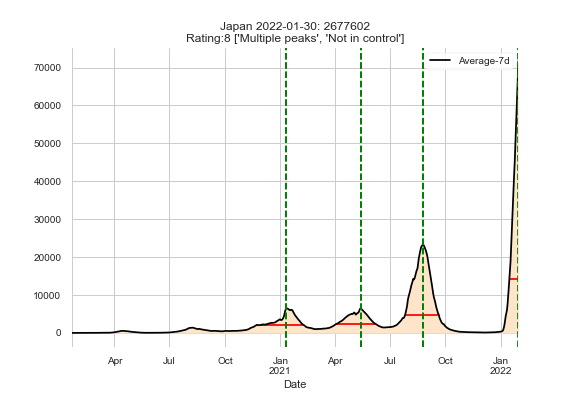 Japan 2022-01-30: 2677602
Rating:8 ['Multiple peaks', 'Not in control']
Average-7d
70000
60000
50000
40000
30000
20000
10000
0
Apr Jul Oct Jan Apr Jul Oct Jan
2021 2022
Date